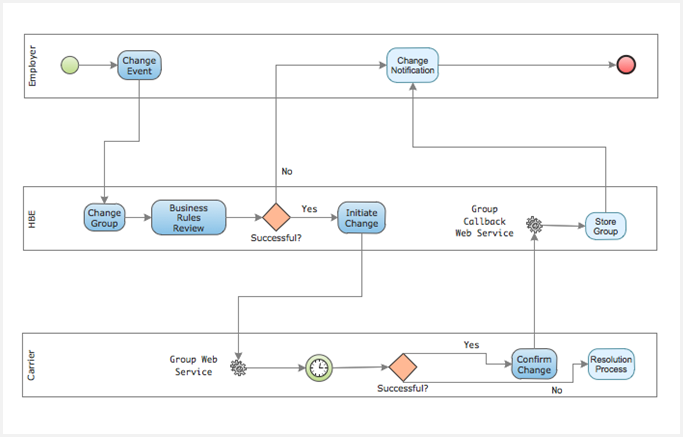 Employer
Change
Event
Change
Notification
No
HBE
Change
Group
Business
Rules
Review
Successful?
Yes
Initiate
Change
Group
Callback
Web Service
Store
Group
Carrier
Group Web
Service
Successful?
Yes
No
Confirm
Change
Resolution
Process